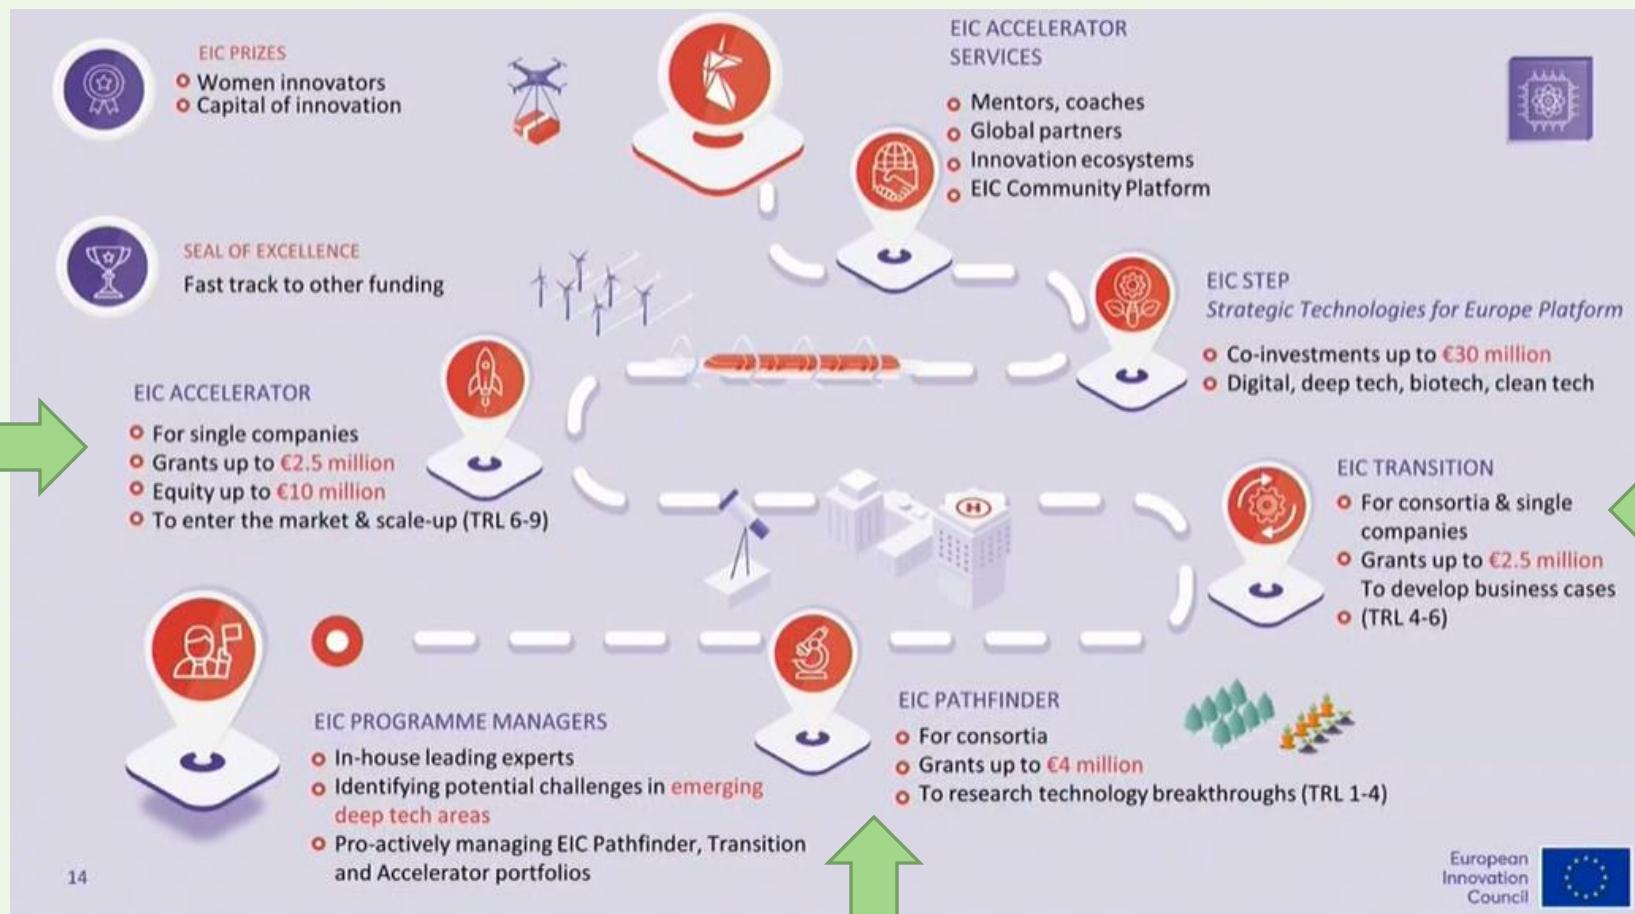 EIC PRIZES
Women innovators
Capital of innovation
EIC ACCELERATOR
SERVICES
Mentors, coaches
Global partners
Innovation ecosystems
EIC Community Platform
SEAL OF EXCELLENCE
Fast track to other funding
EIC STEP
Strategic Technologies for Europe Platform
Co-investments up to €30 million
Digital, deep tech, biotech, clean tech
EIC ACCELERATOR
For single companies
Grants up to €2.5 million
Equity up to €10 million
To enter the market & scale-up (TRL 6-9)
H
EIC TRANSITION
For consortia & single
companies
Grants up to €2.5 million
To develop business cases
(TRL 4-6)
EIC PROGRAMME MANAGERS
In-house leading experts
Identifying potential challenges in emerging
deep tech areas
Pro-actively managing EIC Pathfinder, Transition
and Accelerator portfolios
EIC PATHFINDER
For consortia
Grants up to €4 million
To research technology breakthroughs (TRL 1-4)
14
European
Innovation
Council